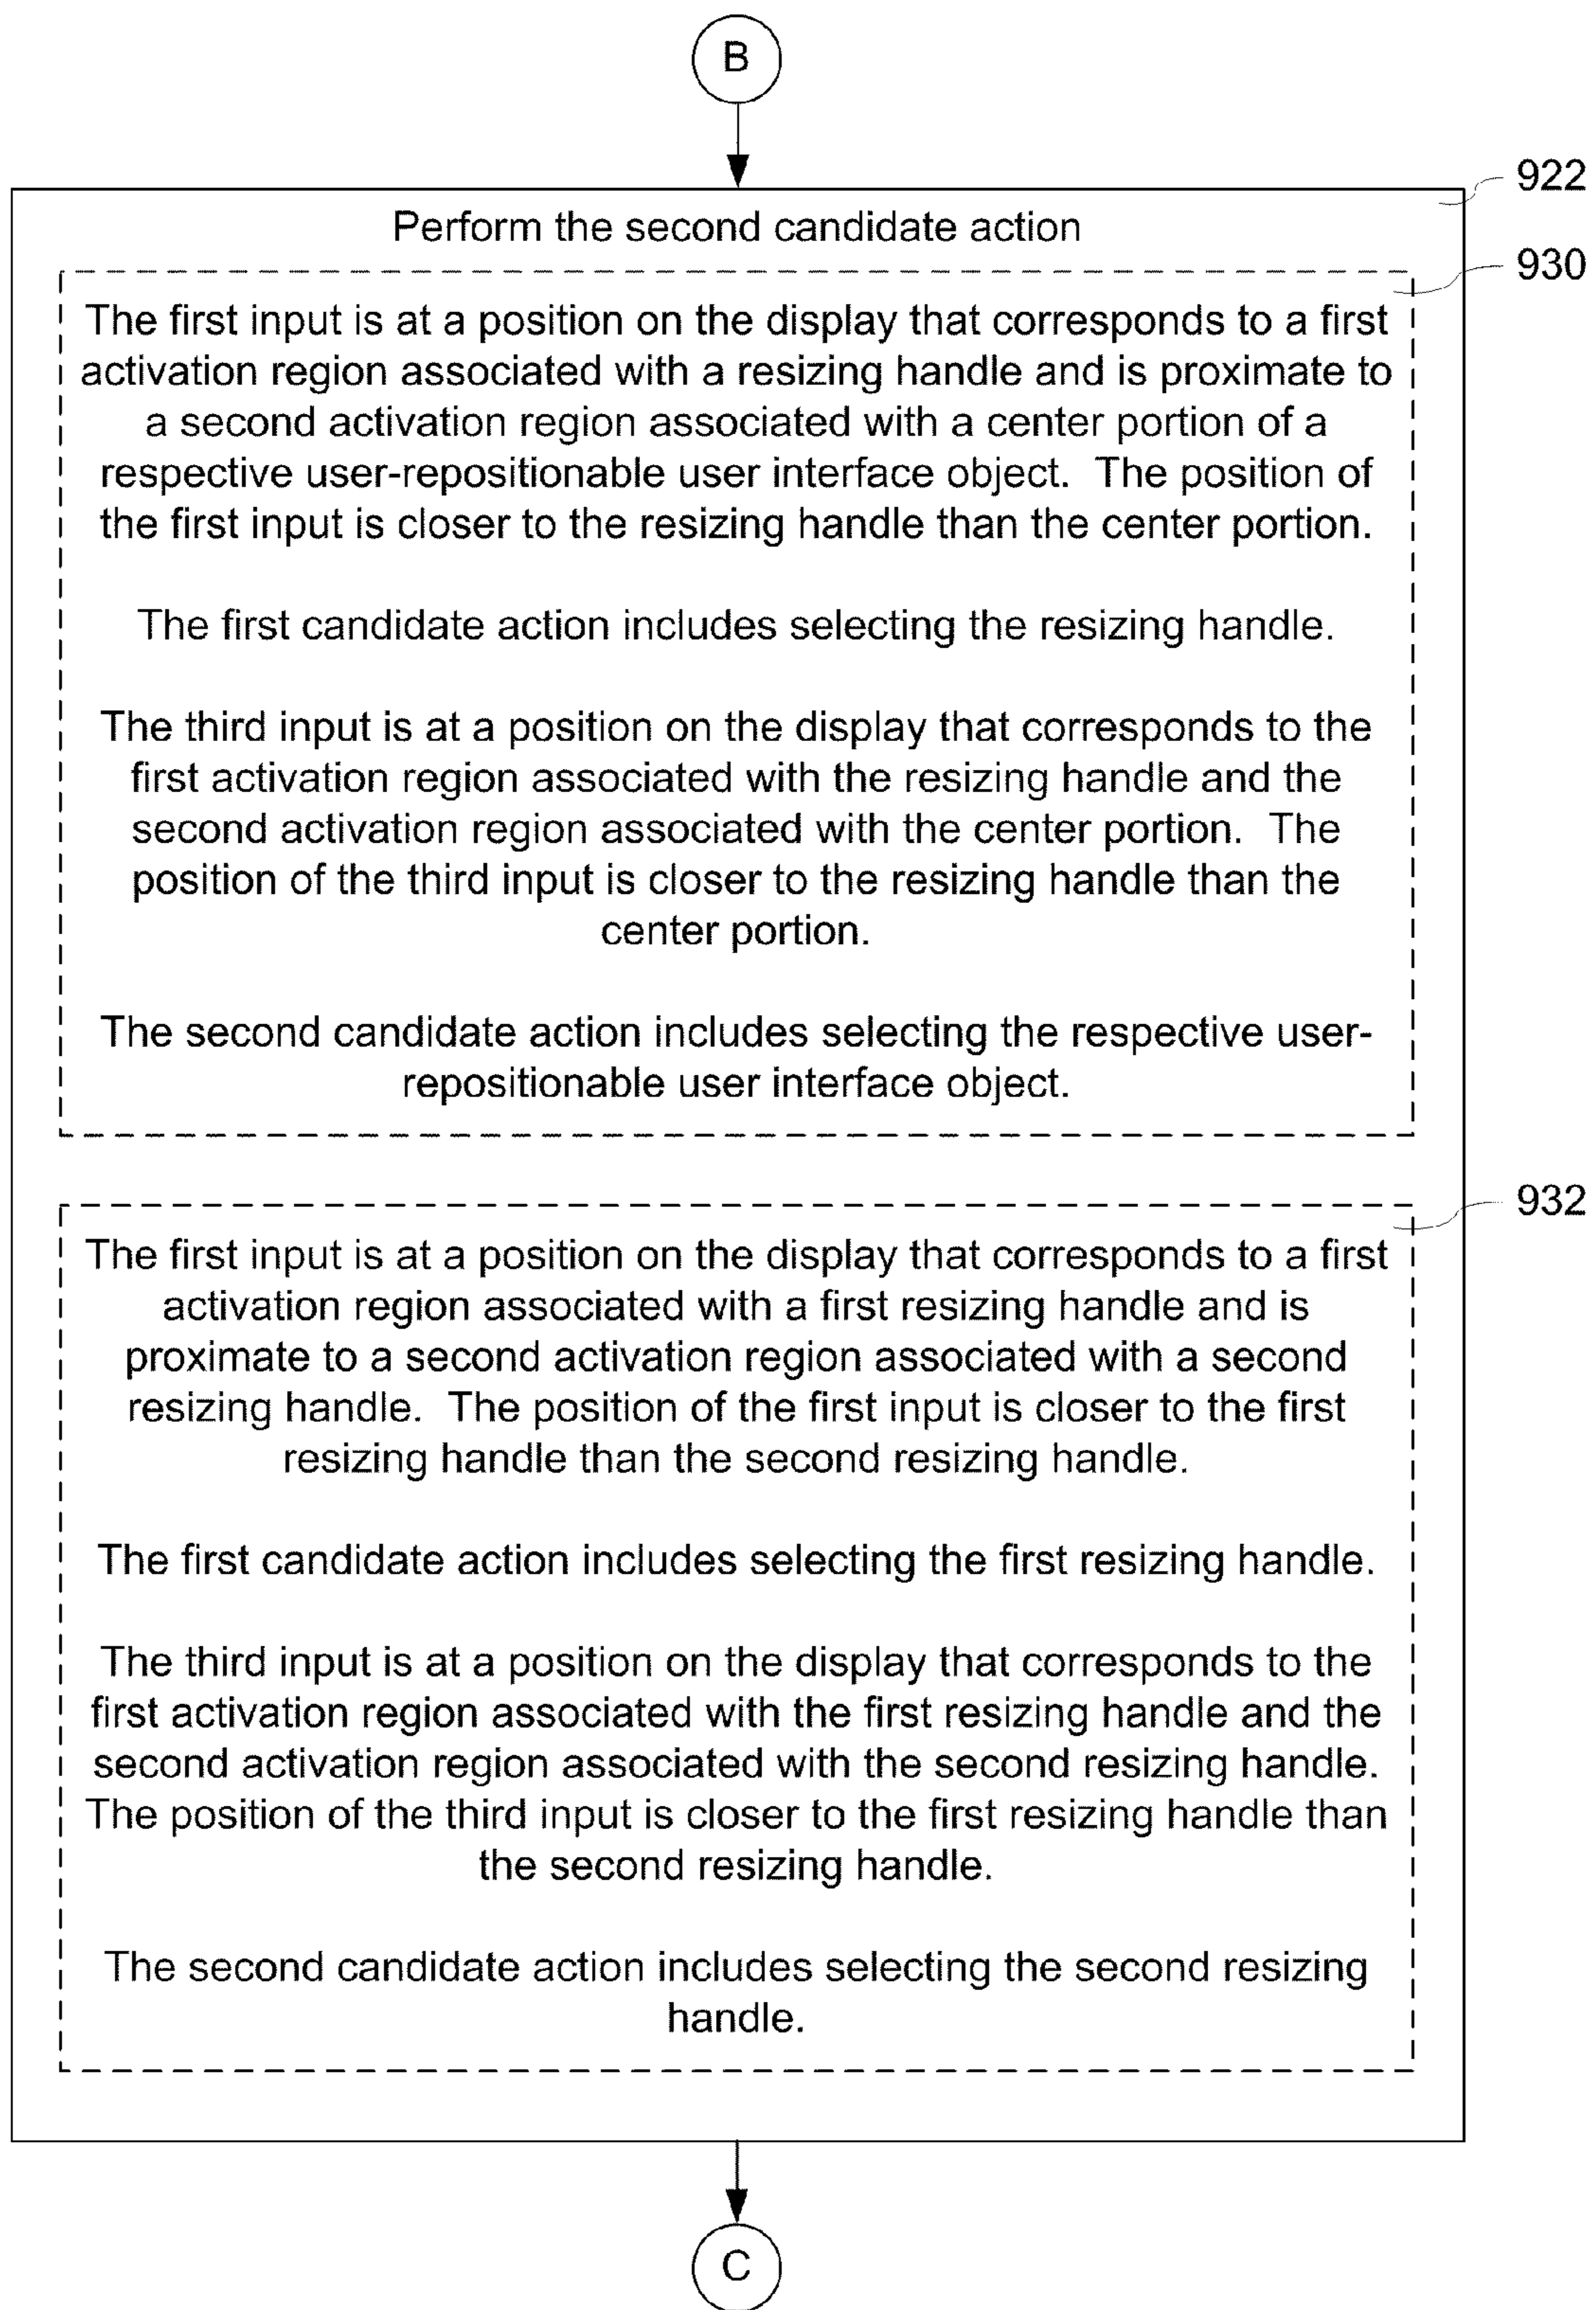 B
922
Perform the second candidate action
930
The first input is at a position on the display that corresponds to a first
activation region associated with a resizing handle and is proximate to
a second activation region associated with a center portion of a
respective user-repositionable user interface object. The position of
the first input is closer to the resizing handle than the center portion.
The first candidate action includes selecting the resizing handle.
The third input is at a position on the display that corresponds to the
first activation region associated with the resizing handle and the
second activation region associated with the center portion. The
position of the third input is closer to the resizing handle than the
center portion.
The second candidate action includes selecting the respective user-
repositionable user interface object.
932
The first input is at a position on the display that corresponds to a first
activation region associated with a first resizing handle and is
proximate to a second activation region associated with a second
resizing handle. The position of the first input is closer to the first
resizing handle than the second resizing handle.
The first candidate action includes selecting the first resizing handle.
The third input is at a position on the display that corresponds to the
first activation region associated with the first resizing handle and the
second activation region associated with the second resizing handle.
The position of the third input is closer to the first resizing handle than
the second resizing handle.
The second candidate action includes selecting the second resizing
handle.
C